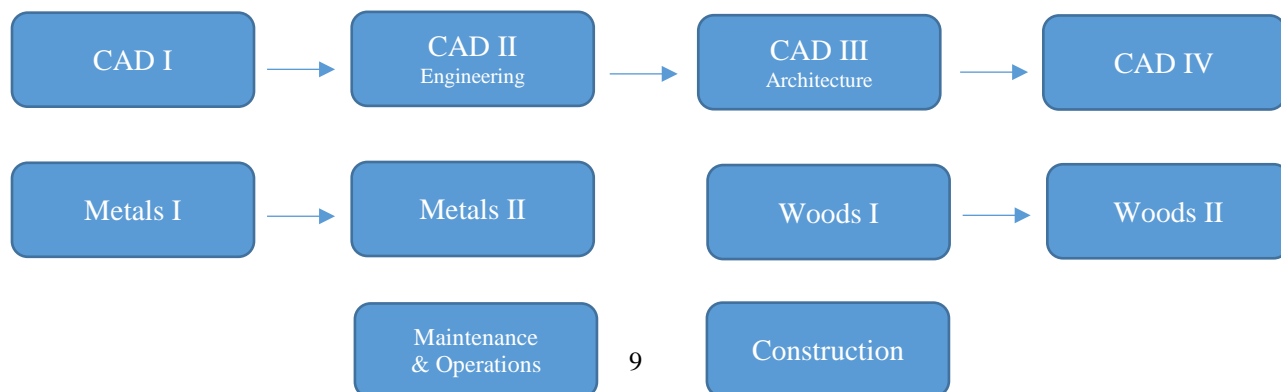 CAD I
CAD II
Engineering
CAD III
Architecture
CAD IV
Metals I
Metals II
Woods I
Woods II
Maintenance
& Operations
9
Construction